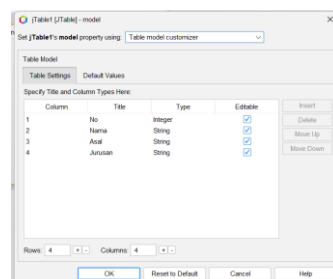 jTable1 [JTable] - model
Set jTable1's model property using: Table model customizer
Table Model
Table Settings Default Values
Specify Title and Column Types Here:
Column Title Type Editable
1 No Integer
2 Nama String
3 Asal String
4 Jurusan String
Insert
Delete
Move Up
Move Down
Rows: 4 + - Columns: 4 + -
OK Reset to Default Cancel Help